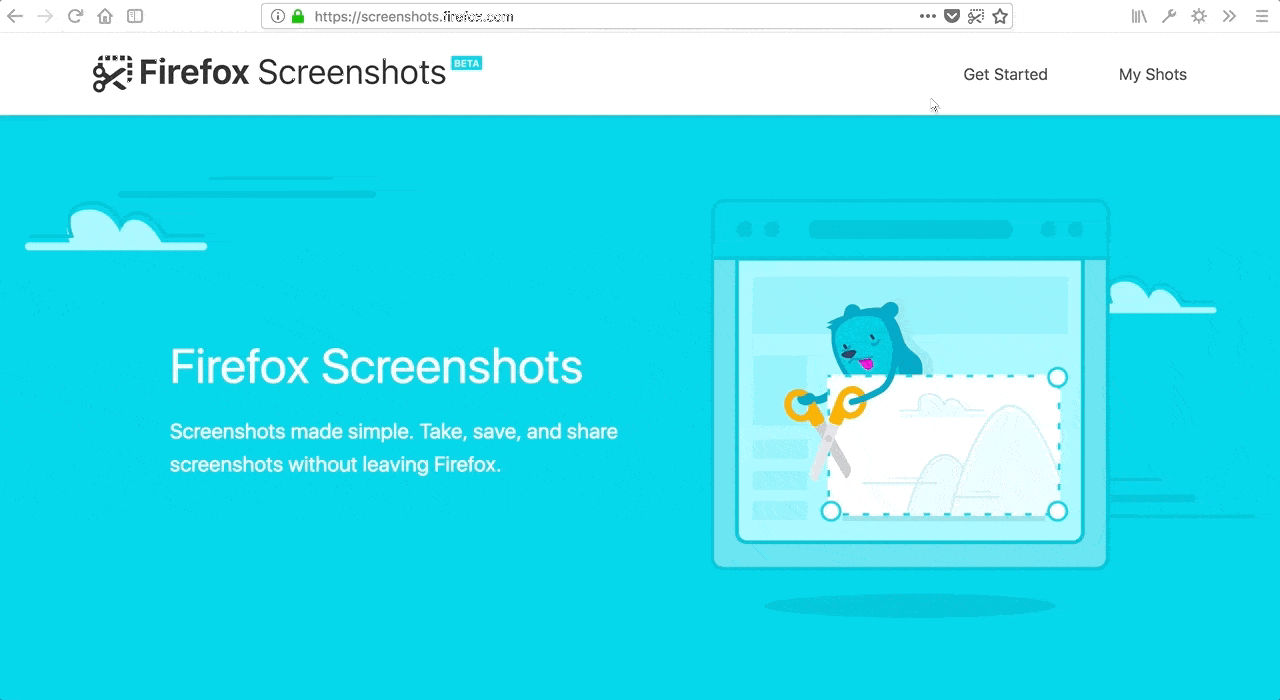 https://screenshots.firefox.com
Firefox Screenshots BETA
Get Started
My Shots
Firefox Screenshots
Screenshots made simple. Take, save, and share
screenshots without leaving Firefox.